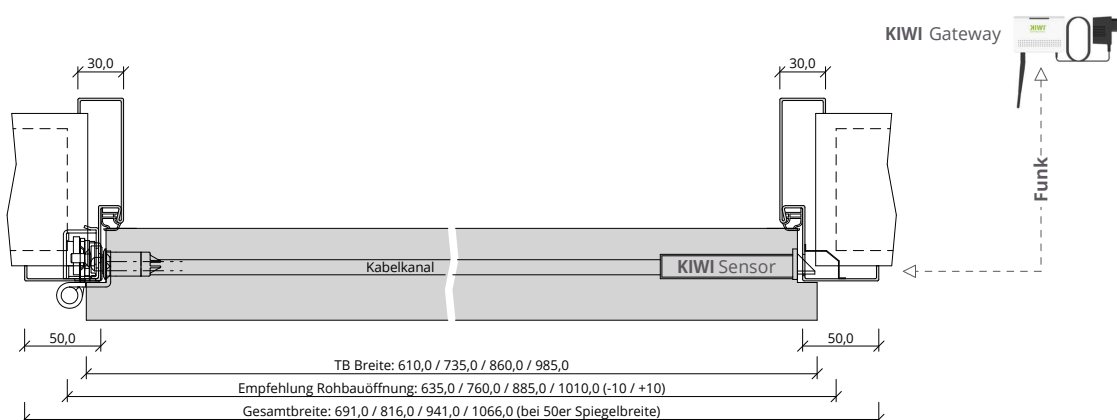 KIWI Gateway
KIWI
30,0
30,0
Funk
Kabelkanal
KIWI Sensor
50,0
50,0
TB Breite: 610,0 / 735,0 / 860,0 / 985,0
Empfehlung Rohbauöffnung: 635,0 / 760,0 / 885,0 / 1010,0 (-10 / +10)
Gesamtbreite: 691,0 / 816,0 / 941,0 / 1066,0 (bei 50er Spiegelbreite)